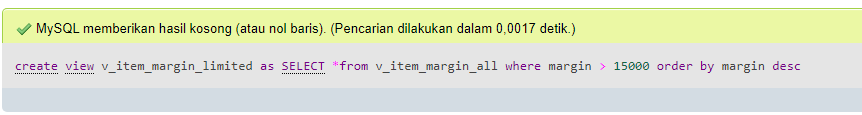 MySQL memberikan hasil kosong (atau nol baris). (Pencarian dilakukan dalam 0,0017 detik.)
create view v_item_margin_limited as SELECT *from v_item_margin_all where margin > 15000 order by margin desc